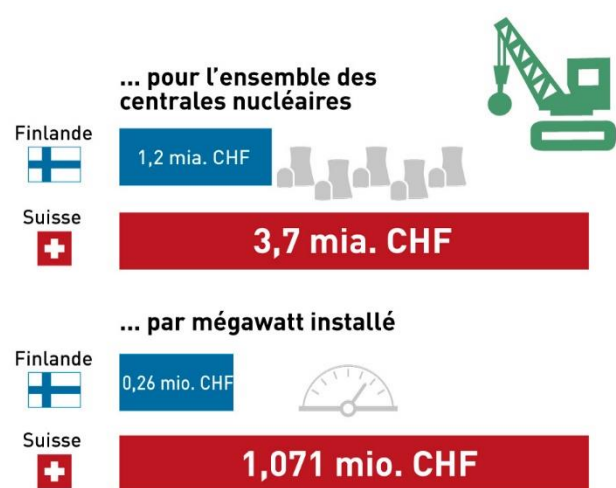 ... pour l'ensemble des
centrales nucléaires
Finlande
1,2 mia. CHF
Suisse
3,7 mia. CHF
... par mégawatt installé
Finlande
0,26 mio. CHF
Suisse
1,071 mio. CHF